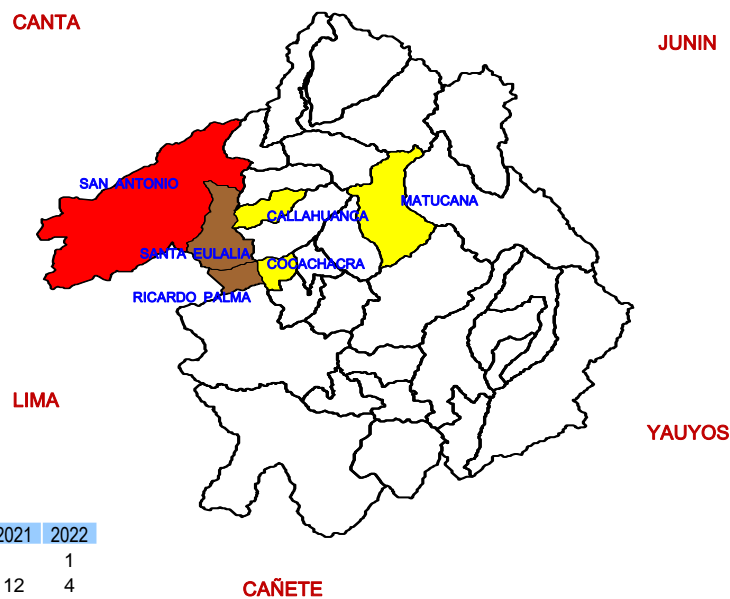 CANTA
JUNIN
SAN ANTONIO
MATUCANA
CALLAHUANCA
SANTA EULALIA
COCACHACRA
RICARDO PALMA
LIMA
YAUYOS
2021 2022
1
12 4
CAÑETE